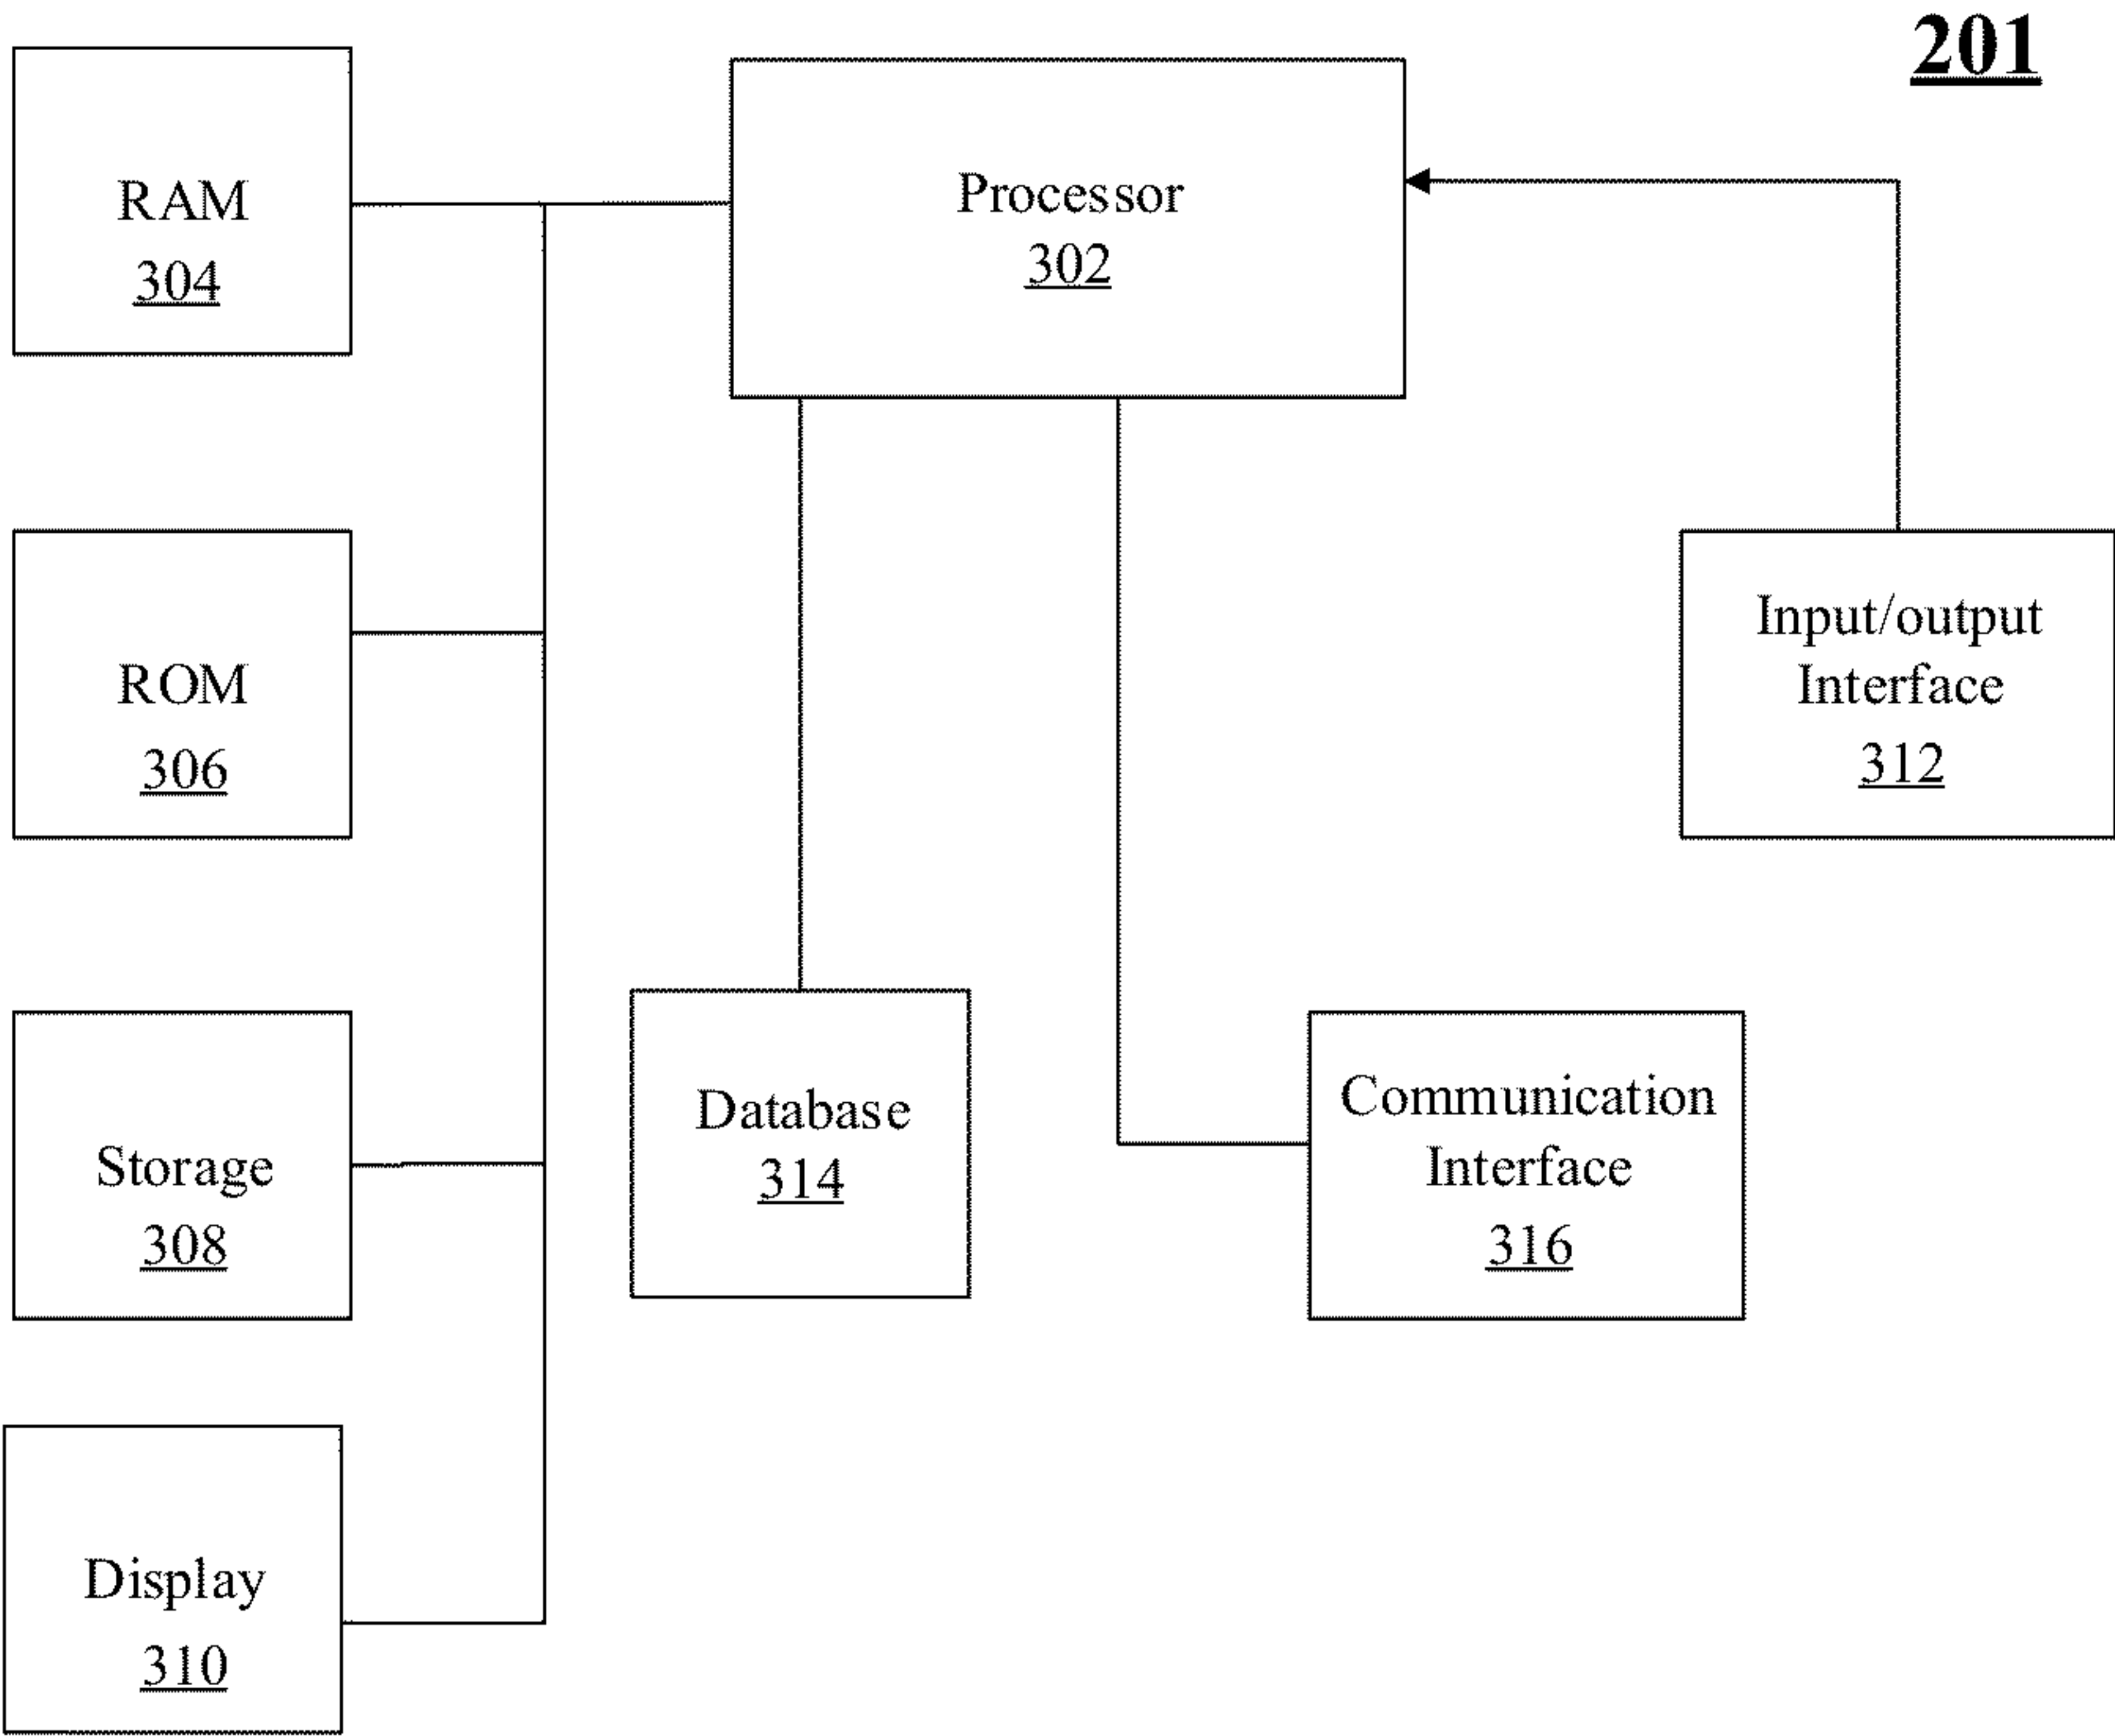 201
RAM
304
Processor
302
ROM
306
Input/output
Interface
312
Storage
308
Database
314
Communication
Interface
316
Display
310